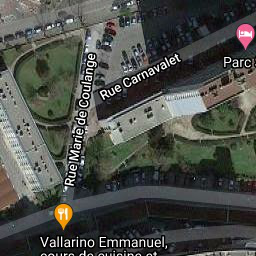 Rue Carnavalet
Parc
Rue Marie de Coulange
Vallarino Emmanuel,
cours de cuisine et